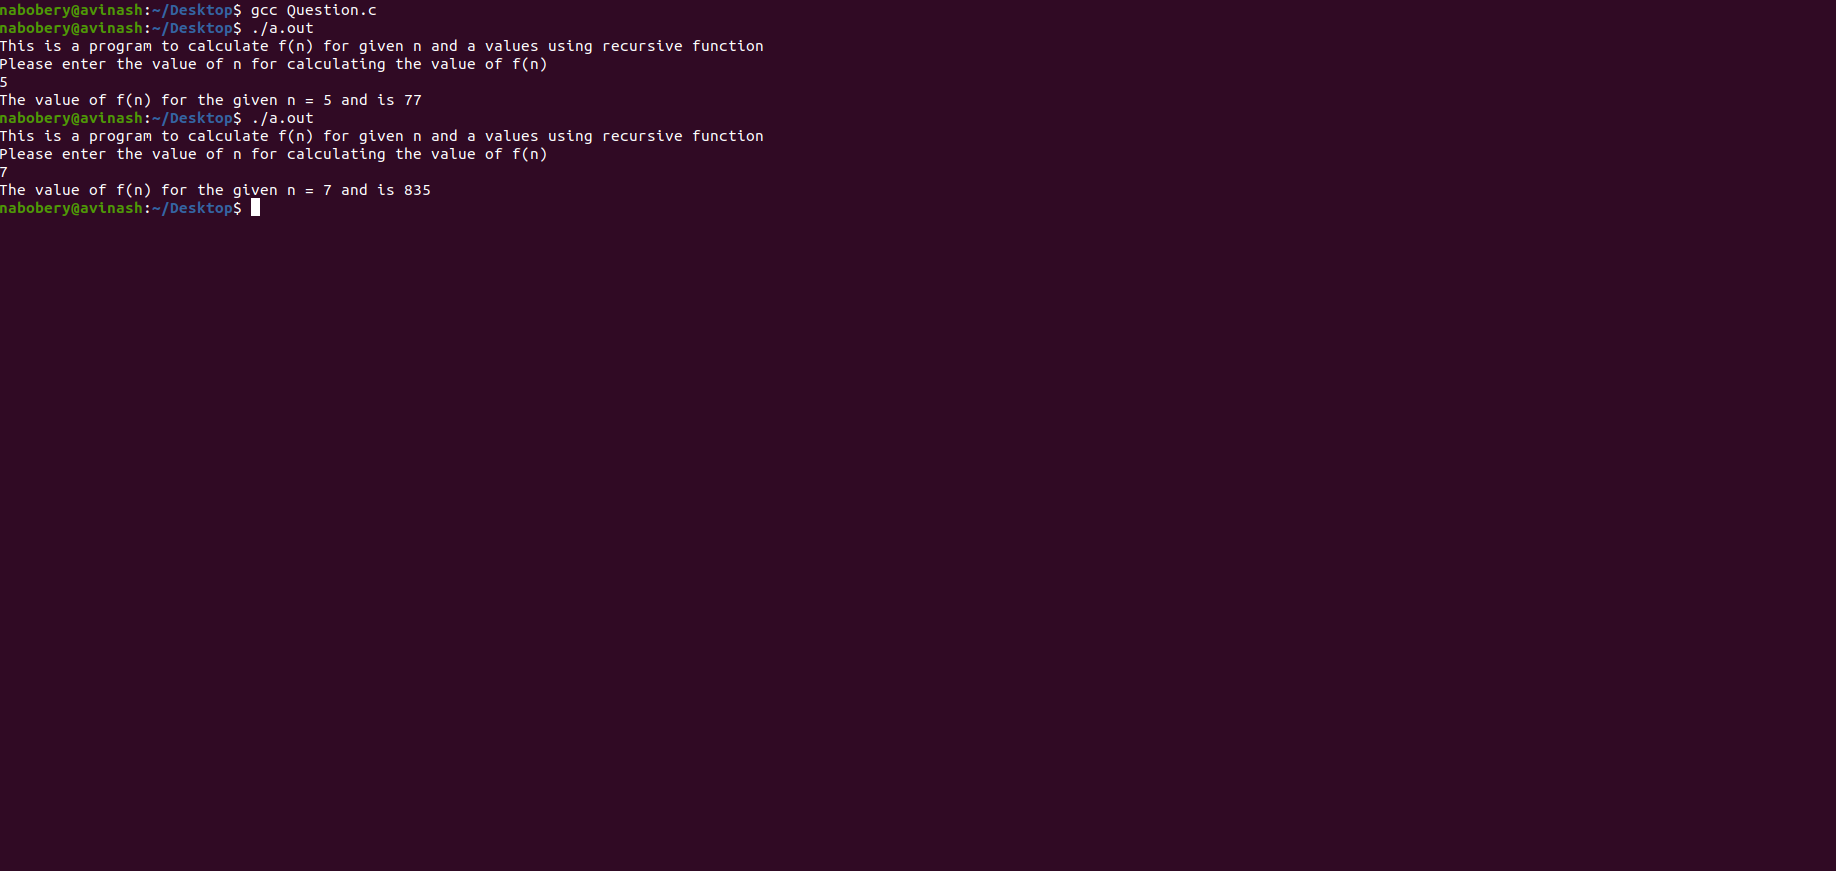 nabobery@avinash:~/Desktop$ gcc Question.c
nabobery@avinash:~/Desktop$ ./a.out
This is a program to calculate f(n) for given n and a values using recursive function
Please enter the value of n for calculating the value of f(n)
5
The value of f(n) for the given n = 5 and is 77
nabobery@avinash:~/Desktop$ ./a.out
This is a program to calculate f(n) for given n and a values using recursive function
Please enter the value of n for calculating the value of f(n)
7
The value of f(n) for the given n = 7 and is 835
nabobery@avinash:~/Desktop$